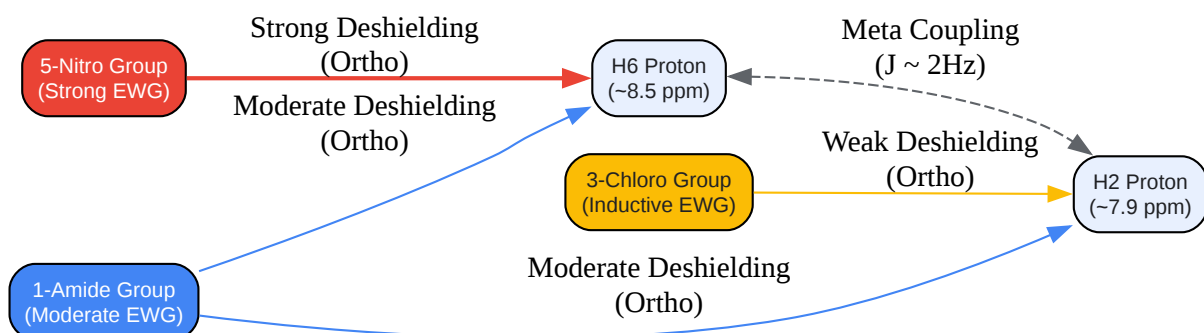 Strong Deshielding
(Ortho)
5-Nitro Group
(Strong EWG)
Moderate Deshielding
(Ortho)
H6 Proton
(~8.5 ppm)
Meta Coupling
(J ~ 2Hz)
3-Chloro Group
(Inductive EWG)
Weak Deshielding
(Ortho)
H2 Proton
(~7.9 ppm)
1-Amide Group
(Moderate EWG)
Moderate Deshielding
(Ortho)